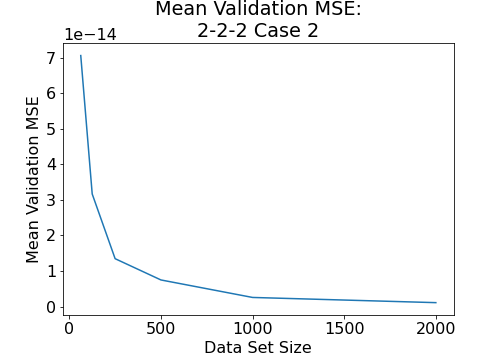 Mean Validation MSE:
2-2-2 Case 2
1e−14
7
6
5
4
3
2
1
0
Mean Validation MSE
0 500 1000 1500 2000
Data Set Size